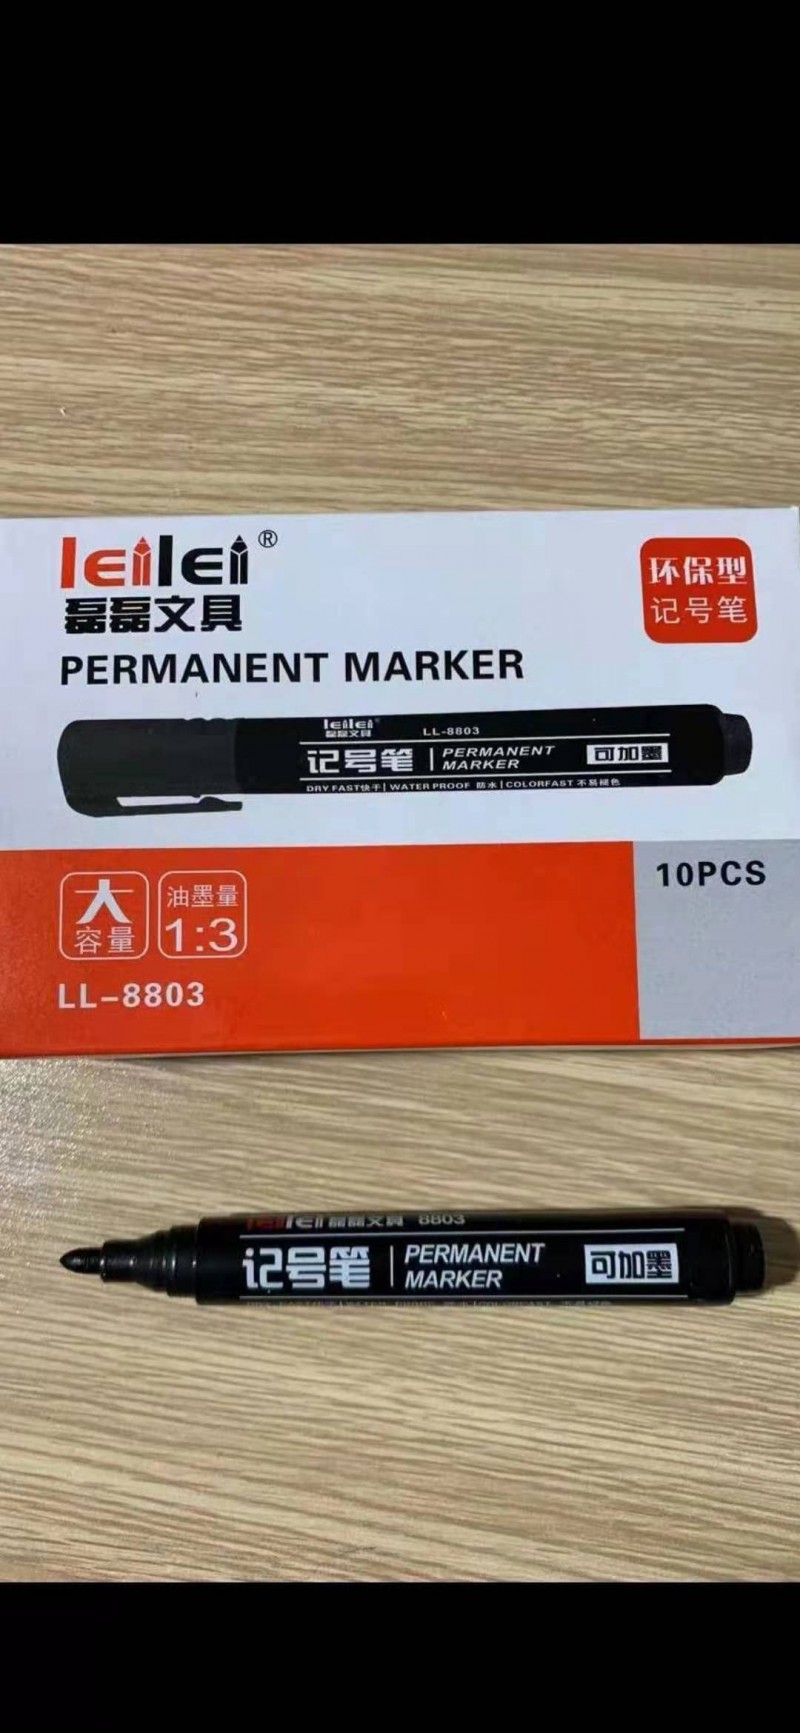 leilei®
磊磊文具
PERMANENT MARKER
环保型
记号笔
leilei
磊磊文具
LL-8803
记号笔
PERMANENT
MARKER
可加墨
DRY FAST快干|WATER PROOF 防水|COLORFAST 不易褪色
大
容量
油墨量
1:3
10PCS
LL-8803
leilei 磊磊文具 8803
记号笔
PERMANENT
MARKER
可加墨